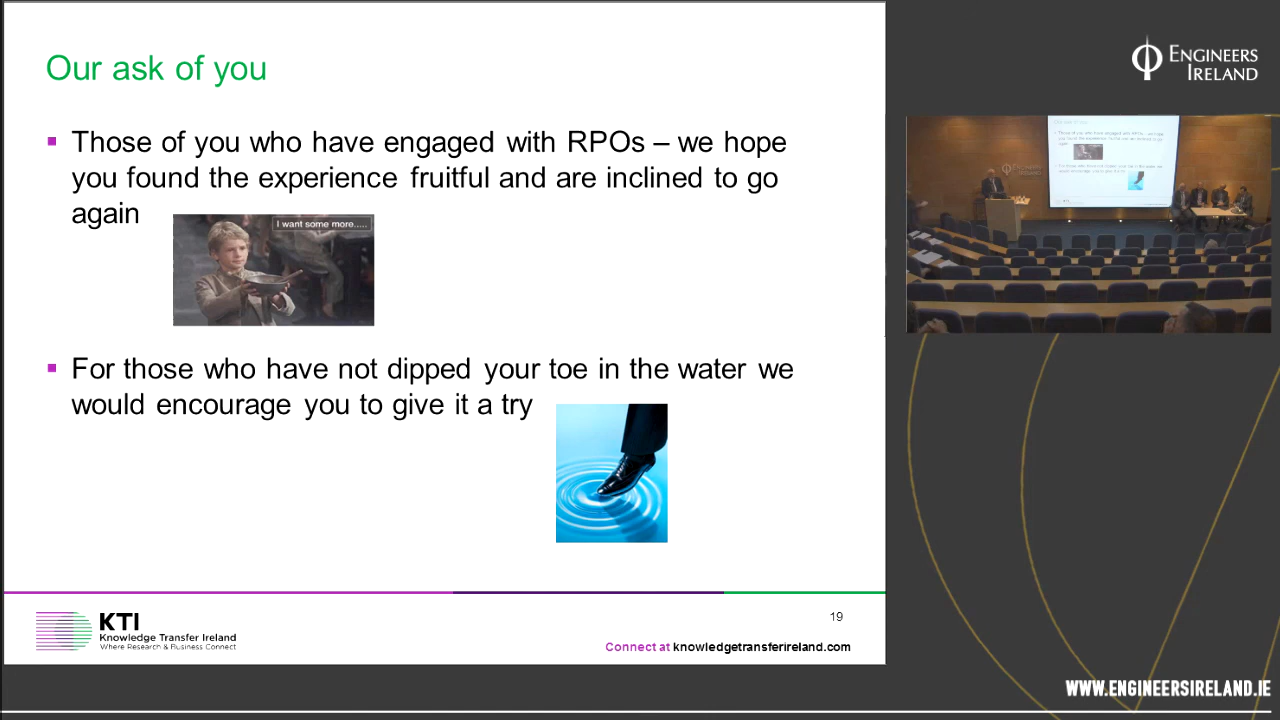 Our ask of you
▪ Those of you who have engaged with RPOs – we hope
you found the experience fruitful and are inclined to go
again
I want some more.....
▪ For those who have not dipped your toe in the water we
would encourage you to give it a try
KTI
Knowledge Transfer Ireland
Where Research & Business Connect
19
Connect at knowledgetransferireland.com
ENGINEERS
IRELAND
WWW.ENGINEERSIRELAND.IE